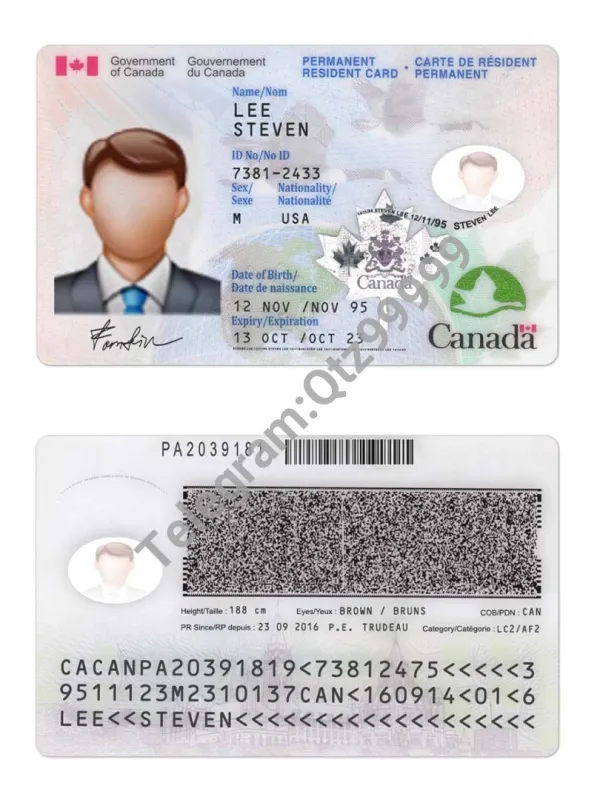 Government of Canada
Gouvernement du Canada
PERMANENT RESIDENT CARD • CARTE DE RÉSIDENT PERMANENT
Name/Nom
LEE
STEVEN
ID No/No ID
7381-2433
Sex/Sexe Nationality/Nationalité
M USA
Date of Birth/
Date de naissance
12 NOV /NOV 95
Expiry/Expiration
13 OCT /OCT 23
STEVEN LEE 12/11/95 STEVEN LEE
Canada
Canada
Telegram:Qtz99999
PA2039181
Height/Taille : 188 cm Eyes/Yeux : BROWN / BRUNS COB/PDN : CAN
PR Since/RP depuis : 23 09 2016 P.E. TRUDEAU Category/Catégorie : LC2/AF2
CACANPA20391819<73812475<<<<<3
9511123M2310137CAN<160914<01<6
LEE<<STEVEN<<<<<<<<<<<<<<<<<<<